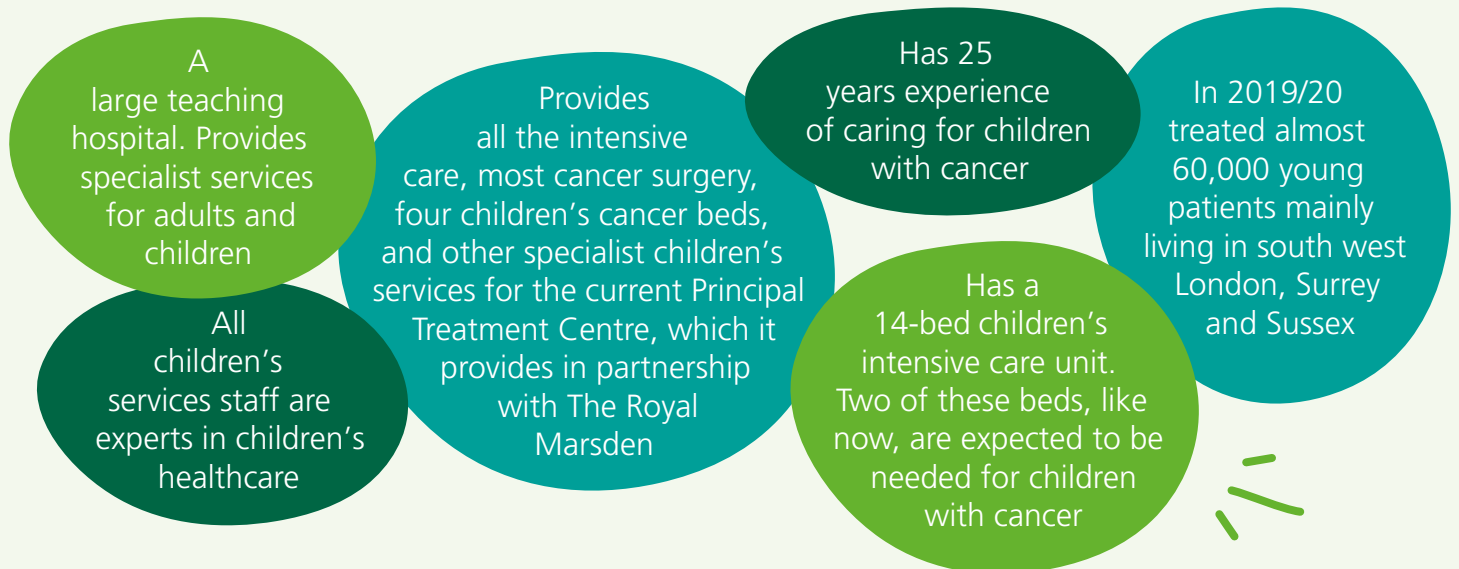 A
large teaching
hospital. Provides
specialist services
for adults and
children
All
children’s
services staff are
experts in children’s
healthcare
Provides
all the intensive
care, most cancer surgery,
four children’s cancer beds,
and other specialist children’s
services for the current Principal
Treatment Centre, which it
provides in partnership
with The Royal
Marsden
Has 25
years experience
of caring for children
with cancer
Has a
14-bed children’s
intensive care unit.
Two of these beds, like
now, are expected to be
needed for children
with cancer
In 2019/20
treated almost
60,000 young
patients mainly
living in south west
London, Surrey
and Sussex